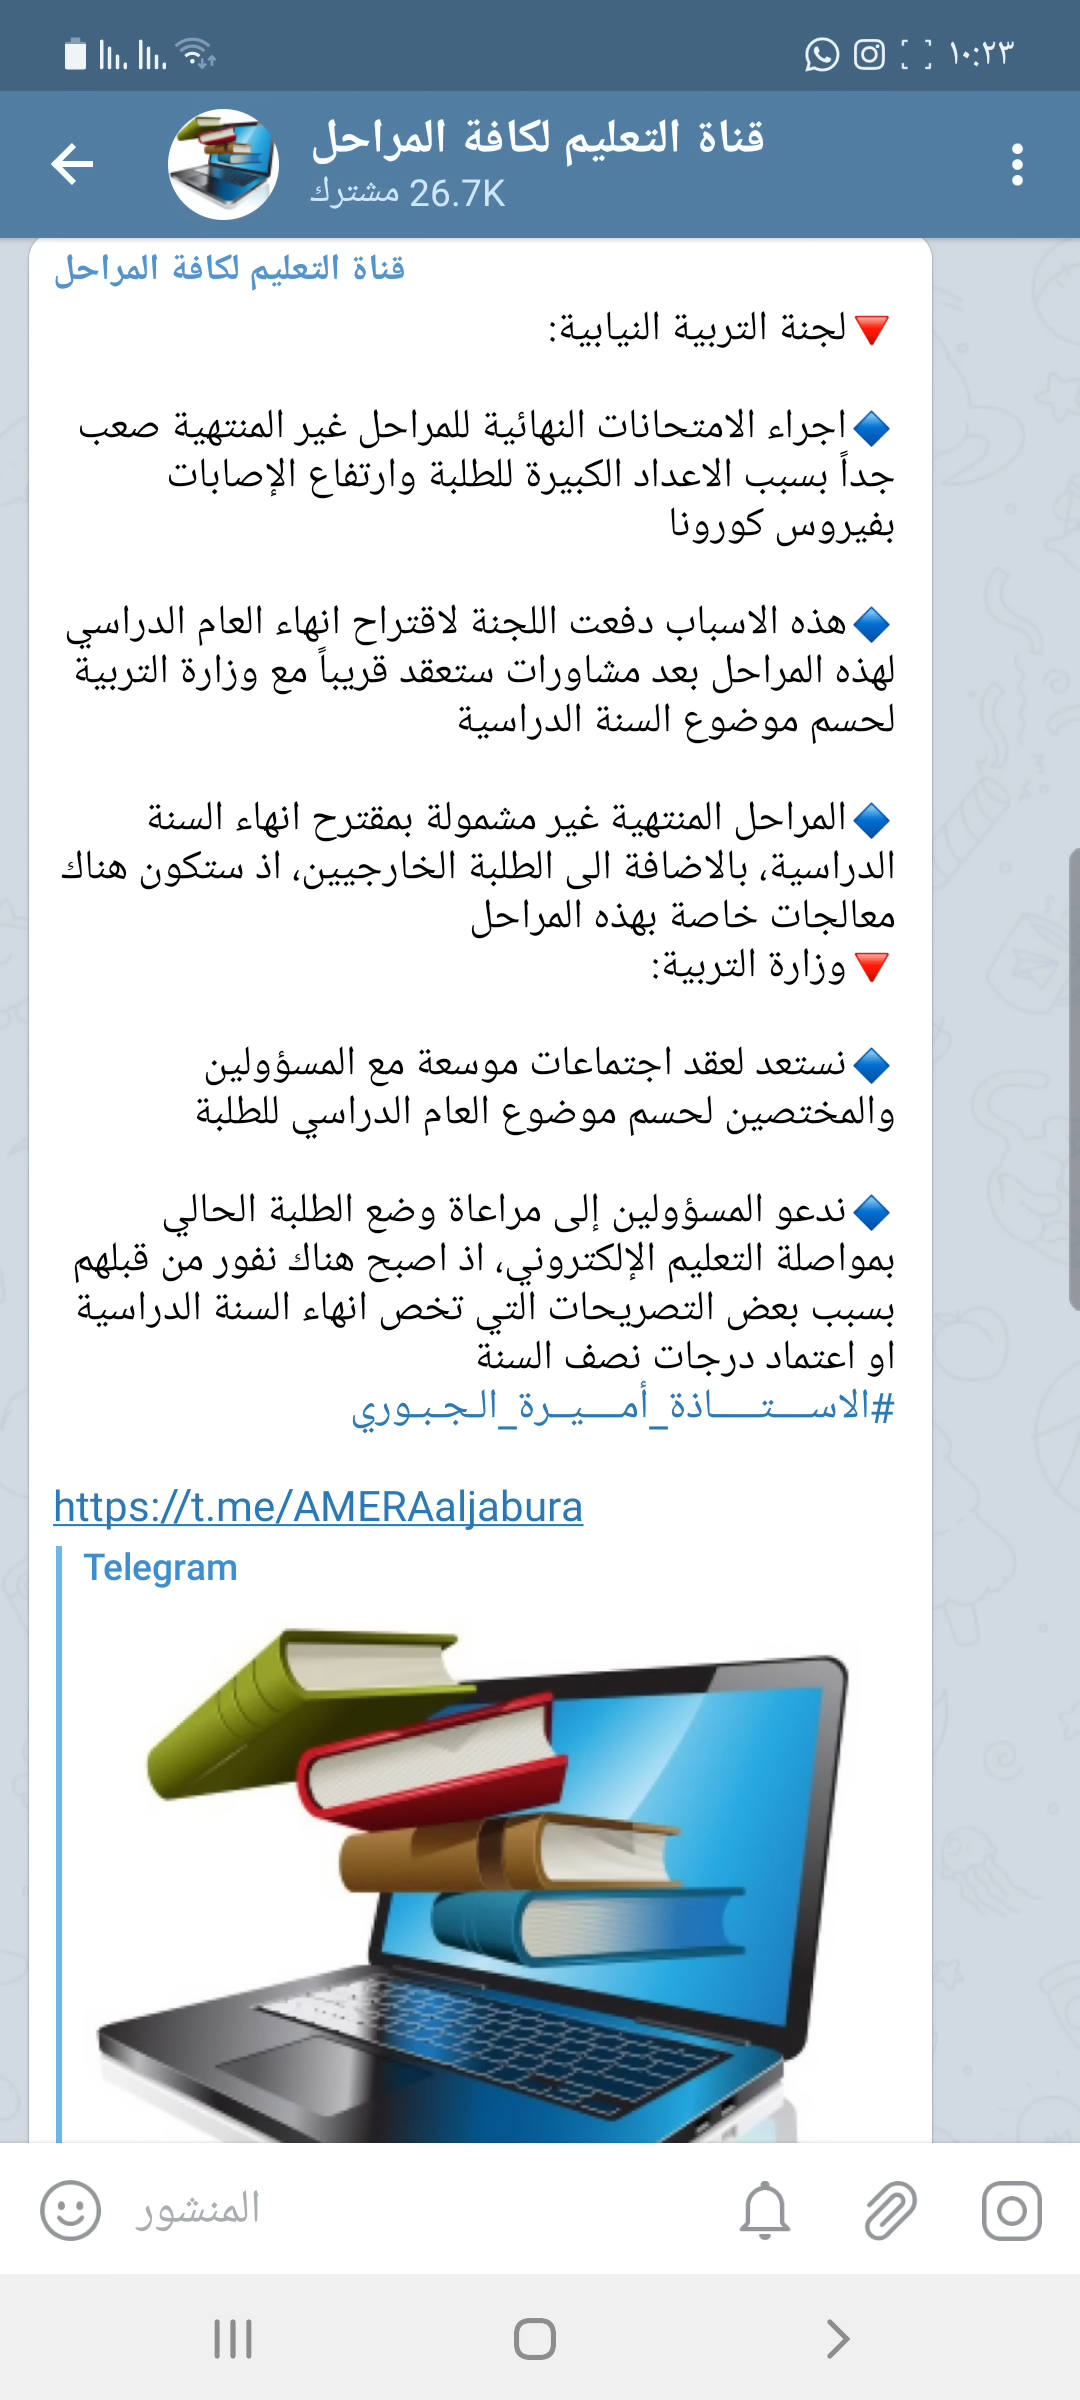 ١٠:٢٣
قناة التعليم لكافة المراحل
26.7K مشترك
قناة التعليم لكافة المراحل
🔻لجنة التربية النيابية:
🔷اجراء الامتحانات النهائية للمراحل غير المنتهية صعب
جداً بسبب الاعداد الكبيرة للطلبة وارتفاع الإصابات
بفيروس كورونا
🔷هذه الاسباب دفعت اللجنة لاقتراح انهاء العام الدراسي
لهذه المراحل بعد مشاورات ستعقد قريباً مع وزارة التربية
لحسم موضوع السنة الدراسية
🔷المراحل المنتهية غير مشمولة بمقترح انهاء السنة
الدراسية، بالاضافة الى الطلبة الخارجيين، اذ ستكون هناك
معالجات خاصة بهذه المراحل
🔻وزارة التربية:
🔷نستعد لعقد اجتماعات موسعة مع المسؤولين
والمختصين لحسم موضوع العام الدراسي للطلبة
🔷ندعو المسؤولين إلى مراعاة وضع الطلبة الحالي
بمواصلة التعليم الإلكتروني، اذ اصبح هناك نفور من قبلهم
بسبب بعض التصريحات التي تخص انهاء السنة الدراسية
او اعتماد درجات نصف السنة
#الاســـتـــــاذة_أمـــيــرة_الـجـبـوري
https://t.me/AMERAaljabura
Telegram
المنشور